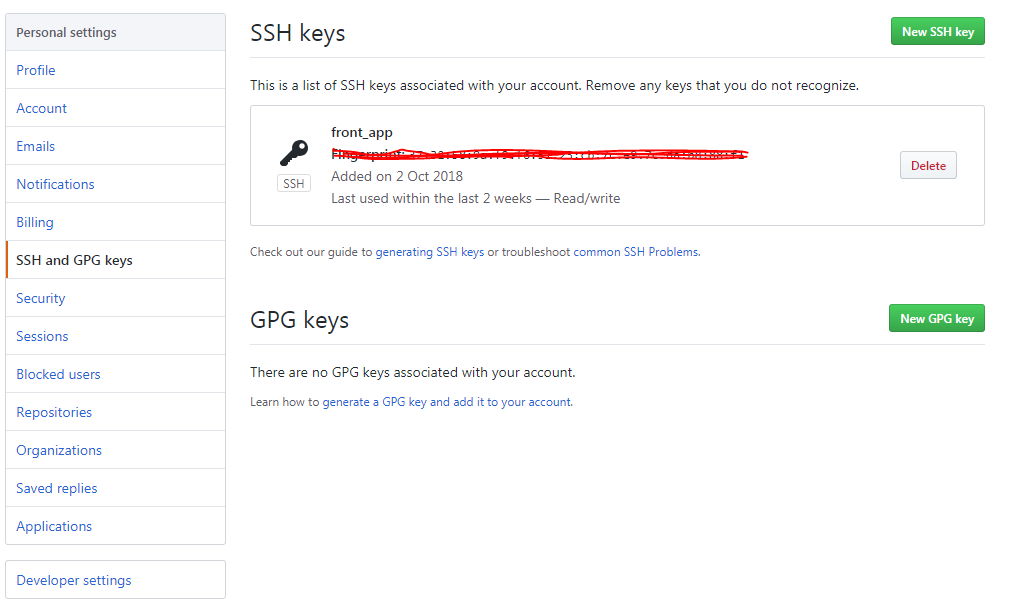 Personal settings
Profile
Account
Emails
Notifications
Billing
SSH and GPG keys
Security
Sessions
Blocked users
Repositories
Organizations
Saved replies
Applications
Developer settings
SSH keys
New SSH key
This is a list of SSH keys associated with your account. Remove any keys that you do not recognize.
front_app
Fingerprint:
SSH
Added on 2 Oct 2018
Last used within the last 2 weeks — Read/write
Delete
Check out our guide to generating SSH keys or troubleshoot common SSH Problems.
GPG keys
New GPG key
There are no GPG keys associated with your account.
Learn how to generate a GPG key and add it to your account.